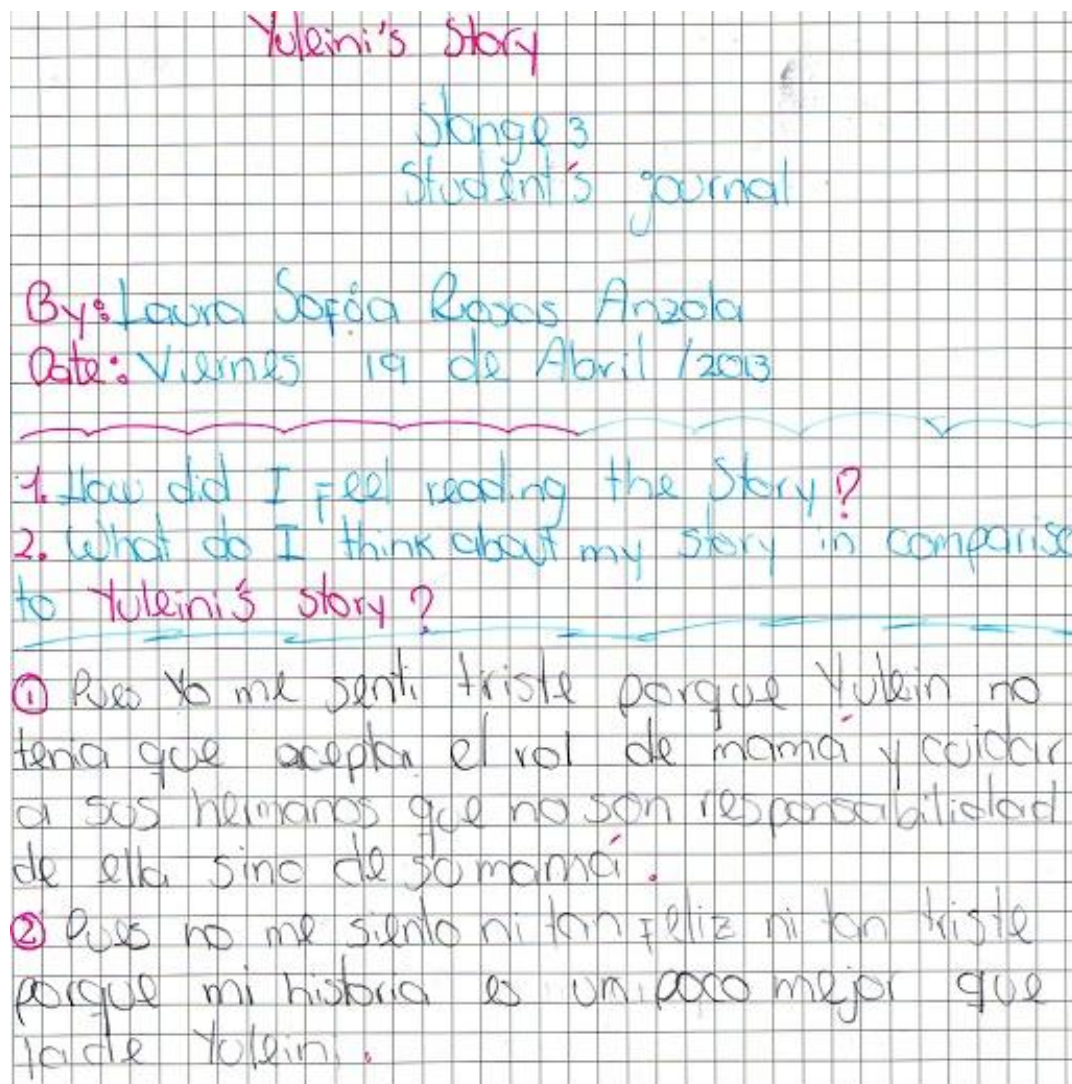 Yuleini's Story
Stange 3
Student's journal
By: Laura Sofía Rosas Anzola
Date: Viernes 19 de Abril /2013
1. How did I Feel reading the Story?
2. What do I think about my story in comparise
to Yuleini's story?
① Pues Yo me senti triste porque Yulein no
tenia que aceptar el rol de mamá y cuidar
a sus hermanos que no son responsabilidad
de ella sino de su mamá.
② Pues no me siento ni tan Feliz ni tan triste
porque mi historia es un poco mejor que
la de Yuleini.